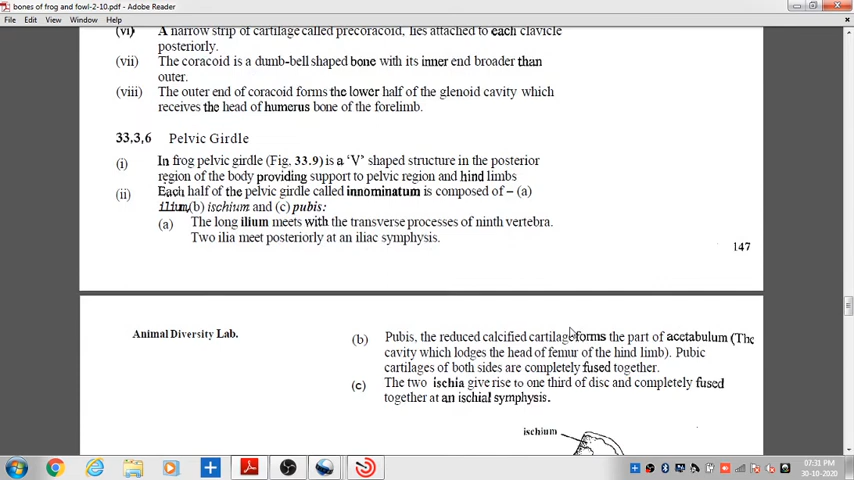 bones of frog and fowl-2-10.pdf - Adobe Reader
File Edit View Window Help
(vi) A narrow strip of cartilage called precoracoid, lies attached to each clavicle
posteriorly.
(vii) The coracoid is a dumb-bell shaped bone with its inner end broader than
outer.
(viii) The outer end of coracoid forms the lower half of the glenoid cavity which
receives the head of humerus bone of the forelimb.
33,3,6 Pelvic Girdle
(i) In frog pelvic girdle (Fig, 33.9) is a 'V' shaped structure in the posterior
region of the body providing support to pelvic region and hind limbs
(ii) Each half of the pelvic girdle called innominatum is composed of – (a)
ilium, (b) ischium and (c) pubis:
(a) The long ilium meets with the transverse processes of ninth vertebra.
Two ilia meet posteriorly at an iliac symphysis.
147
Animal Diversity Lab.
(b) Pubis, the reduced calcified cartilage forms the part of acetabulum (The
cavity which lodges the head of femur of the hind limb). Pubic
cartilages of both sides are completely fused together.
(c) The two ischia give rise to one third of disc and completely fused
together at an ischial symphysis.
ischium
07:31 PM
30-10-2020